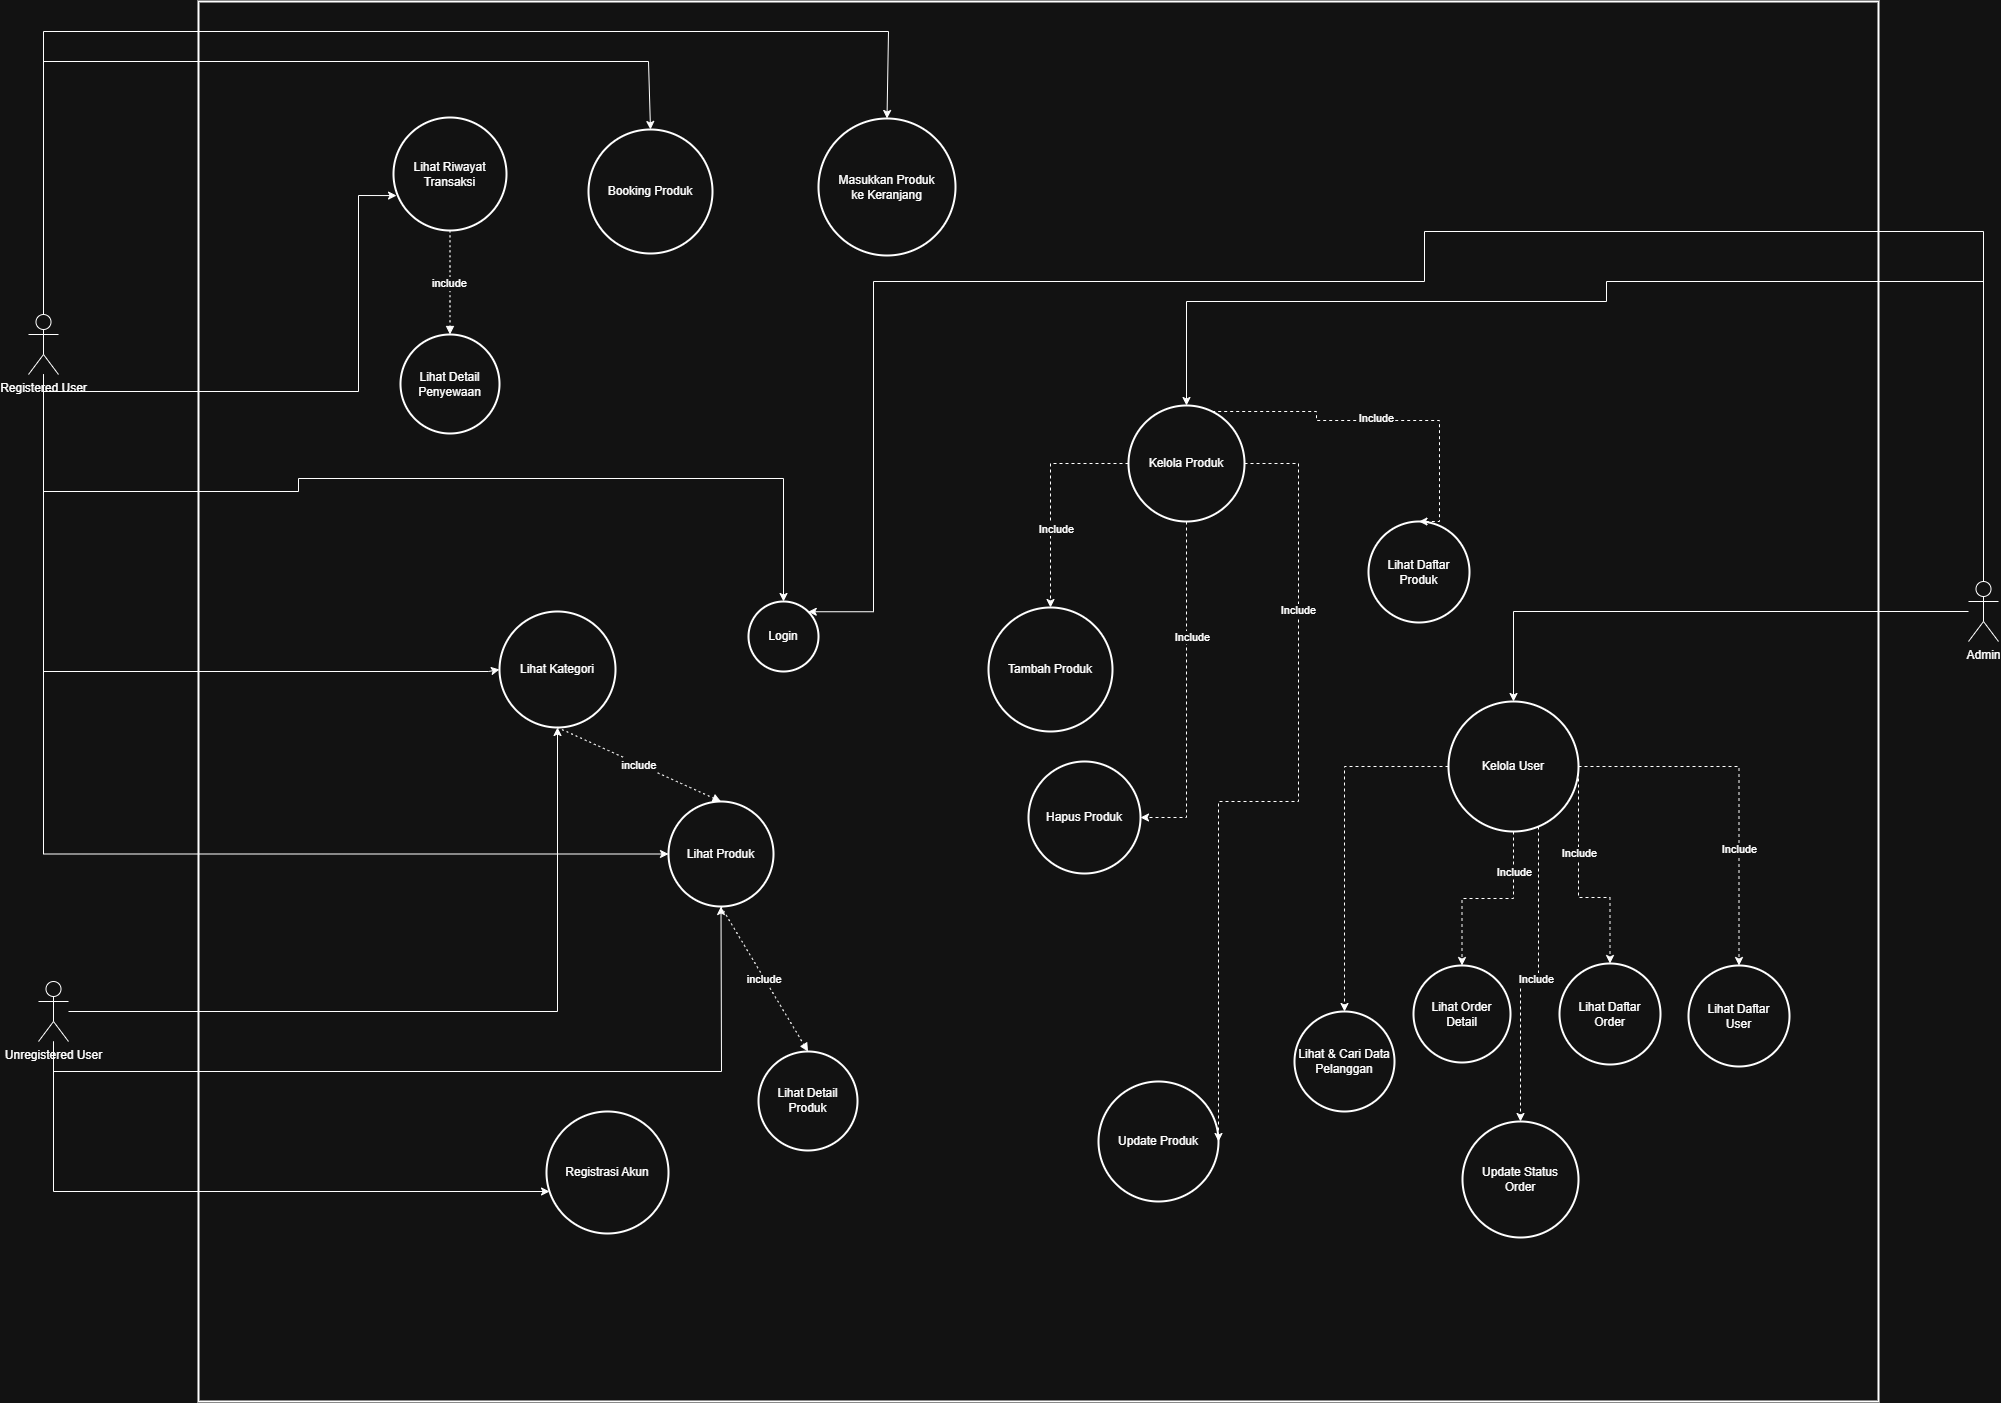 Lihat Riwayat
Transaksi
Booking Produk
Masukkan Produk
ke Keranjang
include
Registered User
Lihat Detail
Penyewaan
Include
Kelola Produk
Include
Lihat Daftar
Produk
Include
Include
Login
Admin
Lihat Kategori
Tambah Produk
include
Kelola User
Hapus Produk
Lihat Produk
Include
Include
Include
include
Include
Lihat Order
Detail
Lihat Daftar
Order
Lihat Daftar
User
Unregistered User
Lihat & Cari Data
Pelanggan
Lihat Detail
Produk
Update Produk
Registrasi Akun
Update Status
Order